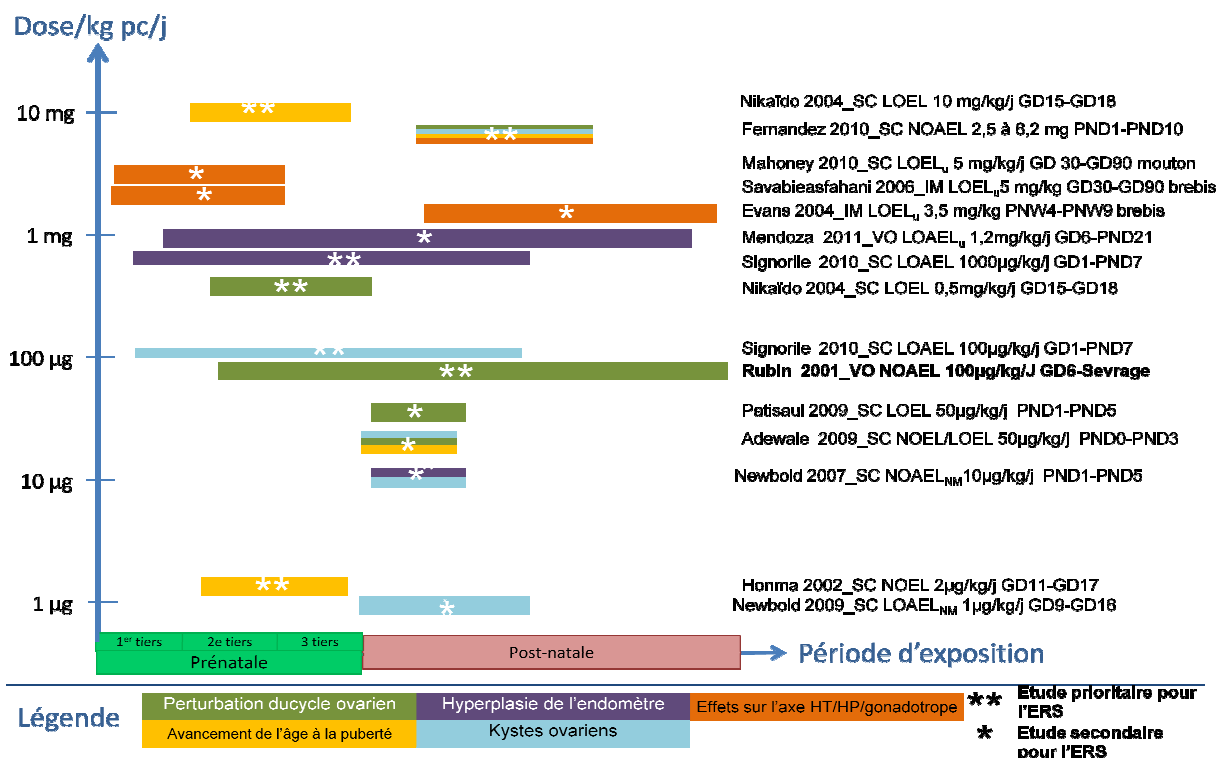 Dose/kg pc/j
10 mg
1 mg
100 µg
10 µg
1 µg
**
**
*
*
*
*
**
**
**
**
*
*
*
**
*
Nikaïdo 2004_SC LOEL 10 mg/kg/j GD15-GD18
Fernandez 2010_SC NOAEL 2,5 à 6,2 mg PND1-PND10
Mahoney 2010_SC LOELu 5 mg/kg/j GD 30-GD90 mouton
Savabieasfahani 2006_IM LOELu5 mg/kg GD30-GD90 brebis
Evans 2004_IM LOELu 3,5 mg/kg PNW4-PNW9 brebis
Mendoza 2011_VO LOAELu 1,2mg/kg/j GD6-PND21
Signorile 2010_SC LOAEL 1000µg/kg/j GD1-PND7
Nikaïdo 2004_SC LOEL 0,5mg/kg/j GD15-GD18
Signorile 2010_SC LOAEL 100µg/kg/j GD1-PND7
Rubin 2001_VO NOAEL 100µg/kg/J GD6-Sevrage
Patisaul 2009_SC LOEL 50µg/kg/j PND1-PND5
Adewale 2009_SC NOEL/LOEL 50µg/kg/j PND0-PND3
Newbold 2007_SC NOAELNM10µg/kg/j PND1-PND5
Honma 2002_SC NOEL 2µg/kg/j GD11-GD17
Newbold 2009_SC LOAELNM 1µg/kg/j GD9-GD16
1er tiers 2e tiers 3 tiers
Prénatale
Post-natale
Période d'exposition
Légende
Perturbation ducycle ovarien
Hyperplasie de l'endomètre
Effets sur l'axe HT/HP/gonadotrope
Avancement de l'âge à la puberté
Kystes ovariens
** Etude prioritaire pour
l'ERS
* Etude secondaire
pour l'ERS